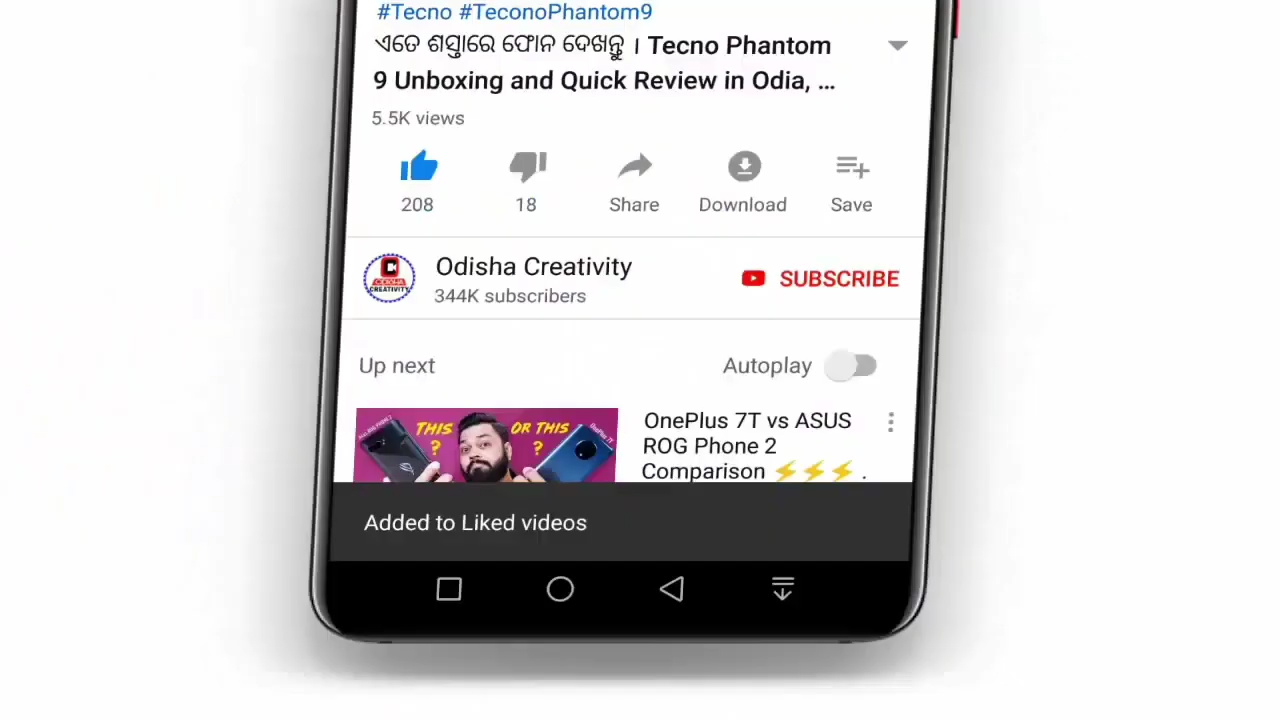 #Tecno #TeconoPhantom9
ଏତେ ଶସ୍ତାରେ ଫୋନ ଦେଖନ୍ତୁ । Tecno Phantom
9 Unboxing and Quick Review in Odia, ...
5.5K views
208
18
Share
Download
Save
ODISHA
CREATIVITY
Odisha Creativity
344K subscribers
SUBSCRIBE
Up next
Autoplay
THIS
?
OR THIS
?
OnePlus 7T vs ASUS
ROG Phone 2
Comparison ⚡⚡⚡ .
Added to Liked videos